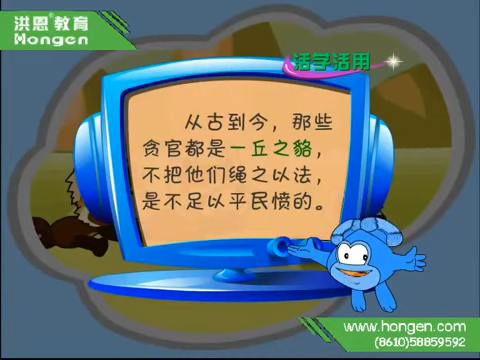 洪恩®教育
Hongen
活学活用
从古到今，那些
贪官都是一丘之貉，
不把他们绳之以法，
是不足以平民愤的。
www.hongen.com
(8610)58859592